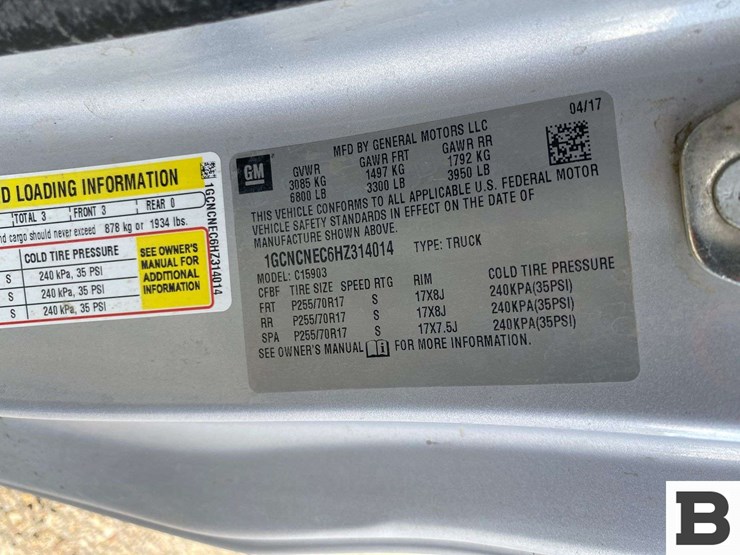 D LOADING INFORMATION
TOTAL 3 FRONT 3 REAR 0
nd cargo should never exceed 878 kg or 1934 lbs.
COLD TIRE PRESSURE
S 240 kPa, 35 PSI
S 240 kPa, 35 PSI
S 240 kPa, 35 PSI
SEE OWNER'S
MANUAL FOR
ADDITIONAL
INFORMATION
1GCNCNEC6HZ314014
04/17
GM
MFD BY GENERAL MOTORS LLC
GVWR GAWR FRT GAWR RR
3085 KG 1497 KG 1792 KG
6800 LB 3300 LB 3950 LB
THIS VEHICLE CONFORMS TO ALL APPLICABLE U.S. FEDERAL MOTOR
VEHICLE SAFETY STANDARDS IN EFFECT ON THE DATE OF
MANUFACTURE SHOWN ABOVE.
1GCNCNEC6HZ314014 TYPE: TRUCK
MODEL: C15903
CFBF TIRE SIZE SPEED RTG RIM COLD TIRE PRESSURE
FRT P255/70R17 S 17X8J 240KPA(35PSI)
RR P255/70R17 S 17X8J 240KPA(35PSI)
SPA P255/70R17 S 17X7.5J 240KPA(35PSI)
SEE OWNER'S MANUAL FOR MORE INFORMATION.
B